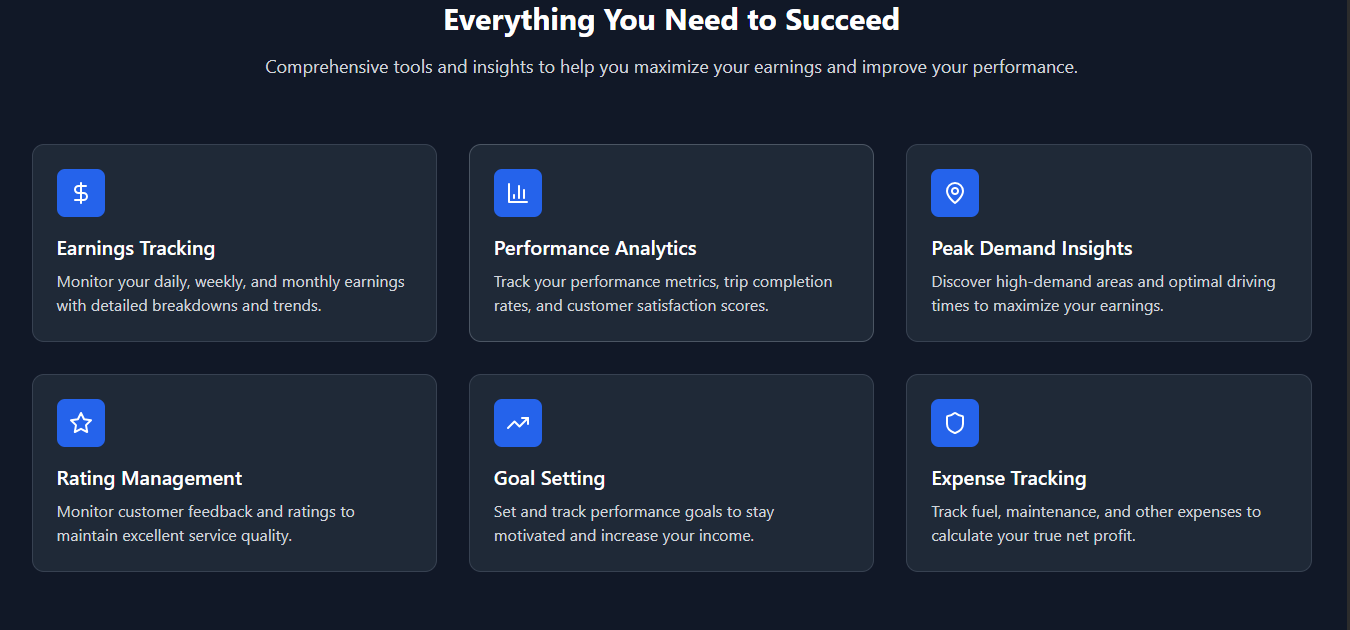 Everything You Need to Succeed
Comprehensive tools and insights to help you maximize your earnings and improve your performance.
Earnings Tracking
Monitor your daily, weekly, and monthly earnings
with detailed breakdowns and trends.
Performance Analytics
Track your performance metrics, trip completion
rates, and customer satisfaction scores.
Peak Demand Insights
Discover high-demand areas and optimal driving
times to maximize your earnings.
Rating Management
Monitor customer feedback and ratings to
maintain excellent service quality.
Goal Setting
Set and track performance goals to stay
motivated and increase your income.
Expense Tracking
Track fuel, maintenance, and other expenses to
calculate your true net profit.